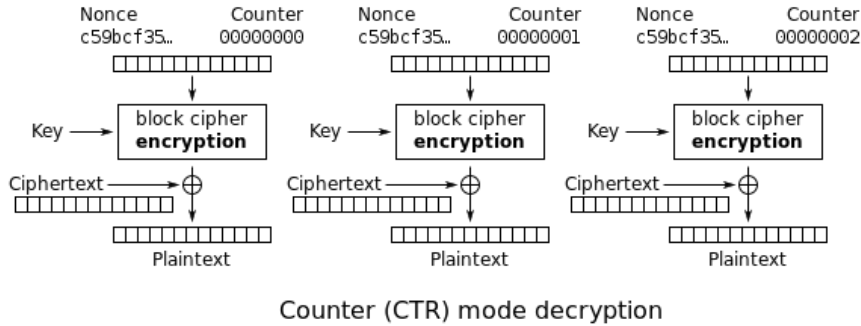 Nonce Counter Nonce Counter Nonce Counter
c59bcf35… 00000000 c59bcf35… 00000001 c59bcf35… 00000002
block cipher block cipher block cipher
Key encryption Key encryption Key encryption
Ciphertext Ciphertext Ciphertext
Plaintext Plaintext Plaintext
Counter (CTR) mode decryption